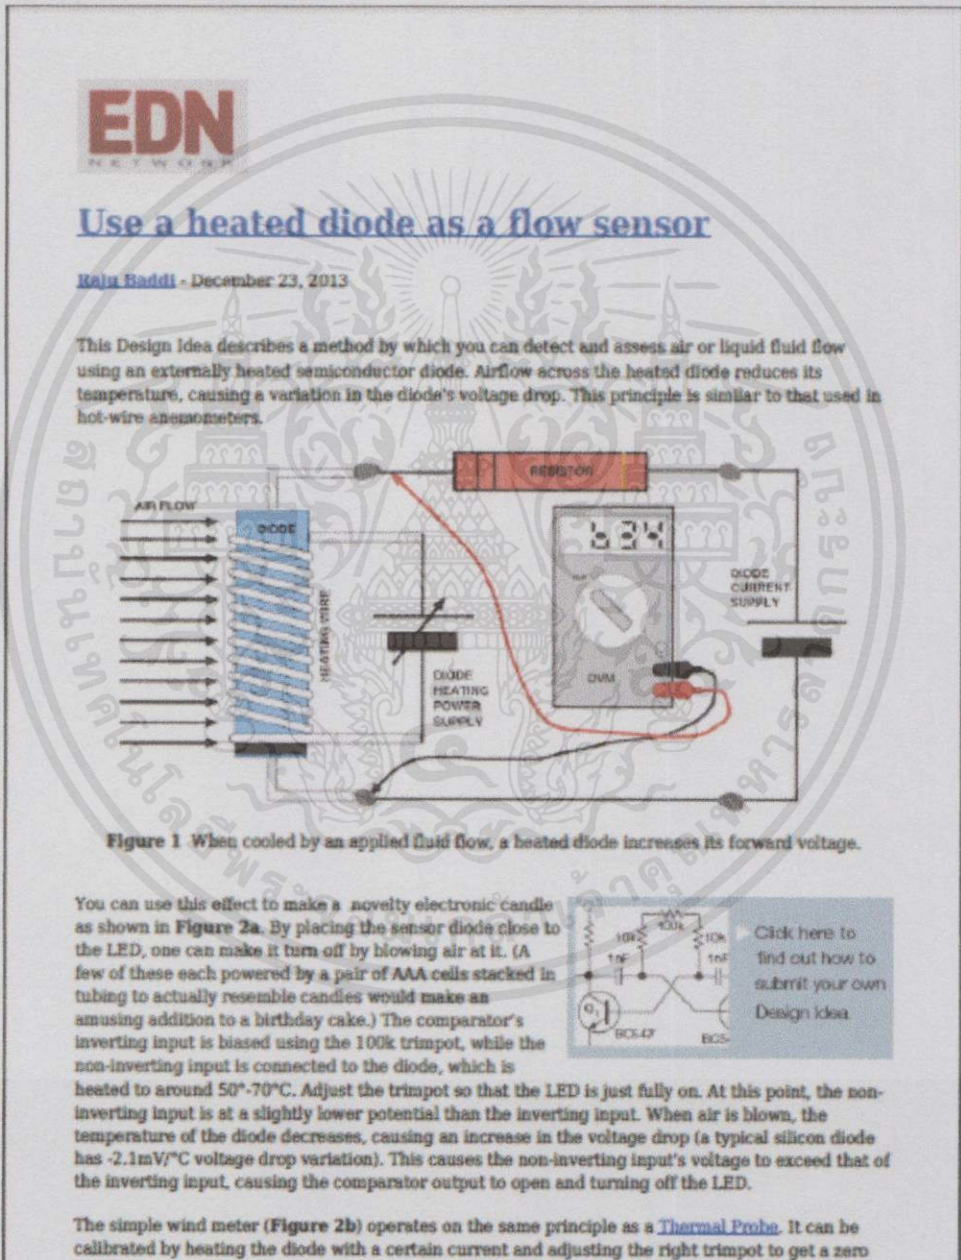 EDN
NETWORK
Use a heated diode as a flow sensor
Raju Baddi - December 23, 2013
This Design Idea describes a method by which you can detect and assess air or liquid fluid flow
using an externally heated semiconductor diode. Airflow across the heated diode reduces its
temperature, causing a variation in the diode's voltage drop. This principle is similar to that used in
hot-wire anemometers.
RESISTOR
AIR FLOW
DIODE
HEATING WIRE
DIODE
HEATING
POWER
SUPPLY
DVM
DIODE
CURRENT
SUPPLY
Figure 1 When cooled by an applied fluid flow, a heated diode increases its forward voltage.
You can use this effect to make a novelty electronic candle
as shown in Figure 2a. By placing the sensor diode close to
the LED, one can make it turn off by blowing air at it. (A
few of these each powered by a pair of AAA cells stacked in
tubing to actually resemble candles would make an
amusing addition to a birthday cake.) The comparator's
inverting input is biased using the 100k trimpot, while the
non-inverting input is connected to the diode, which is
heated to around 50°-70°C. Adjust the trimpot so that the LED is just fully on. At this point, the non-
inverting input is at a slightly lower potential than the inverting input. When air is blown, the
temperature of the diode decreases, causing an increase in the voltage drop (a typical silicon diode
has -2.1mV/°C voltage drop variation). This causes the non-inverting input's voltage to exceed that of
the inverting input, causing the comparator output to open and turning off the LED.
100k
10k
10k
1nF
1nF
Q1
BC547
Click here to
find out how to
submit your own
Design Idea
The simple wind meter (Figure 2b) operates on the same principle as a Thermal Probe. It can be
calibrated by heating the diode with a certain current and adjusting the right trimpot to get a zero